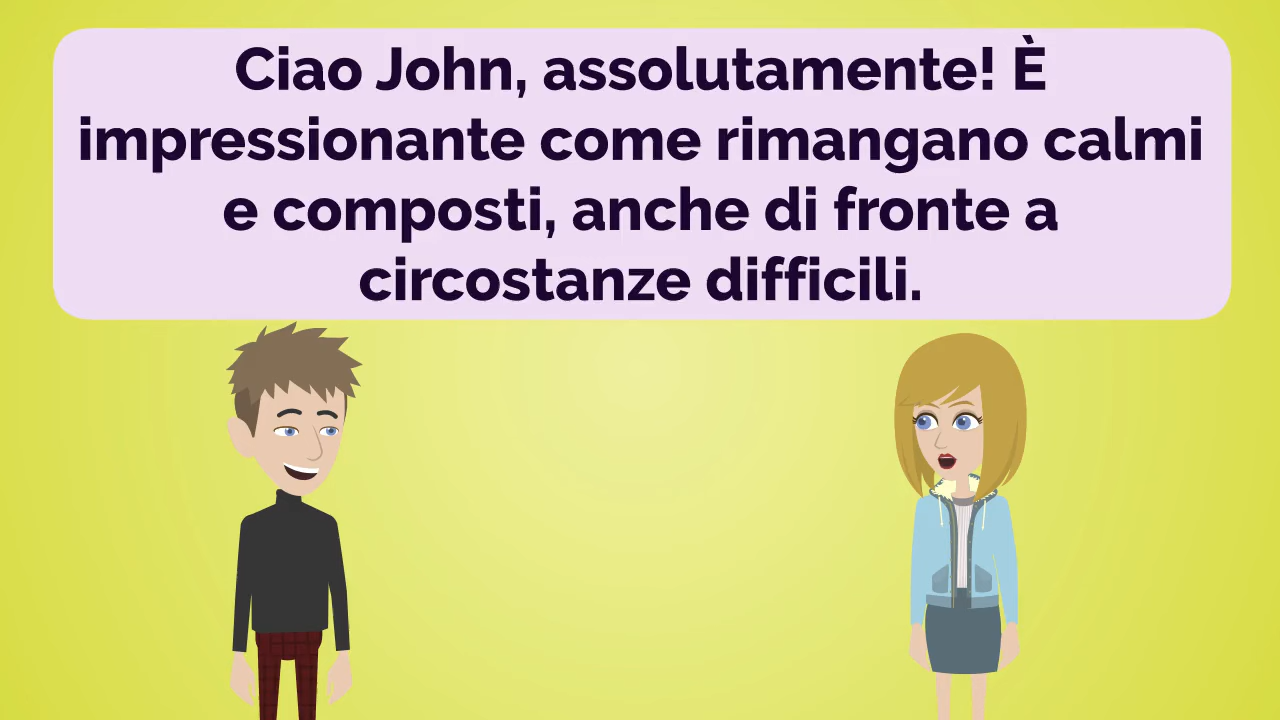 Ciao John, assolutamente! È
impressionante come rimangano calmi
e composti, anche di fronte a
circostanze difficili.